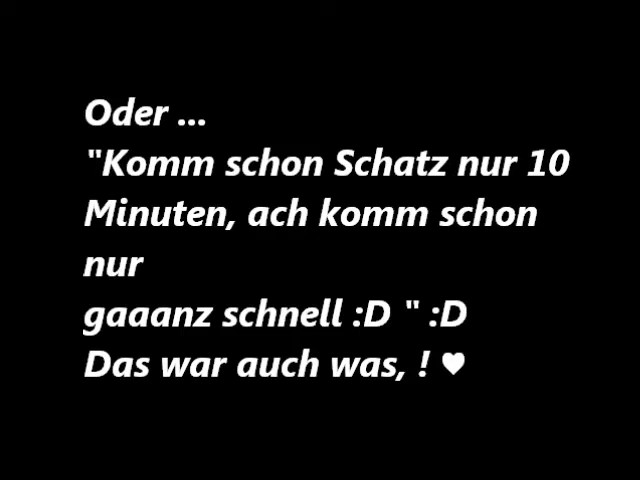 Oder ...
"Komm schon Schatz nur 10
Minuten, ach komm schon
nur
gaaanz schnell :D " :D
Das war auch was, ! ♥